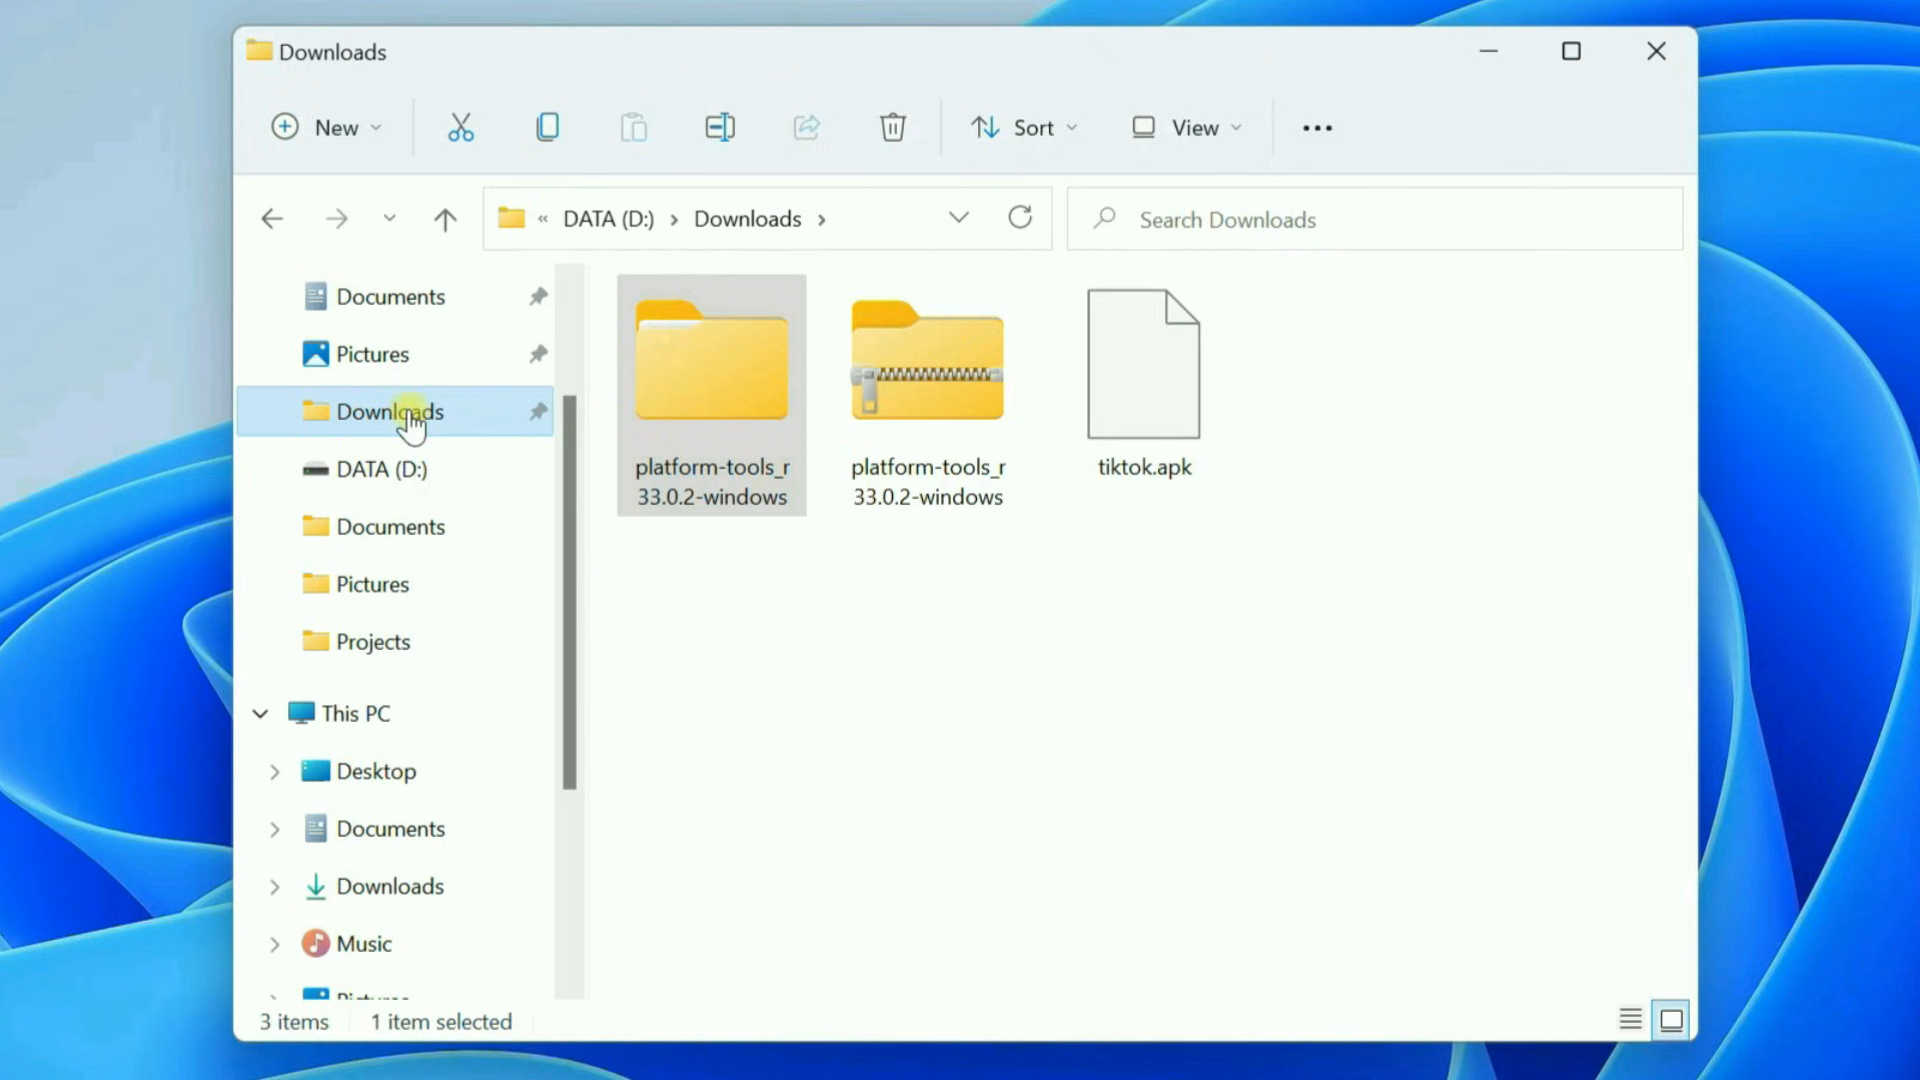 Downloads
New
Sort
View
« DATA (D:) > Downloads >
Search Downloads
Documents
Pictures
Downloads
DATA (D:)
Documents
Pictures
Projects
This PC
Desktop
Documents
Downloads
Music
Pictures
platform-tools_r
33.0.2-windows
platform-tools_r
33.0.2-windows
tiktok.apk
3 items
1 item selected